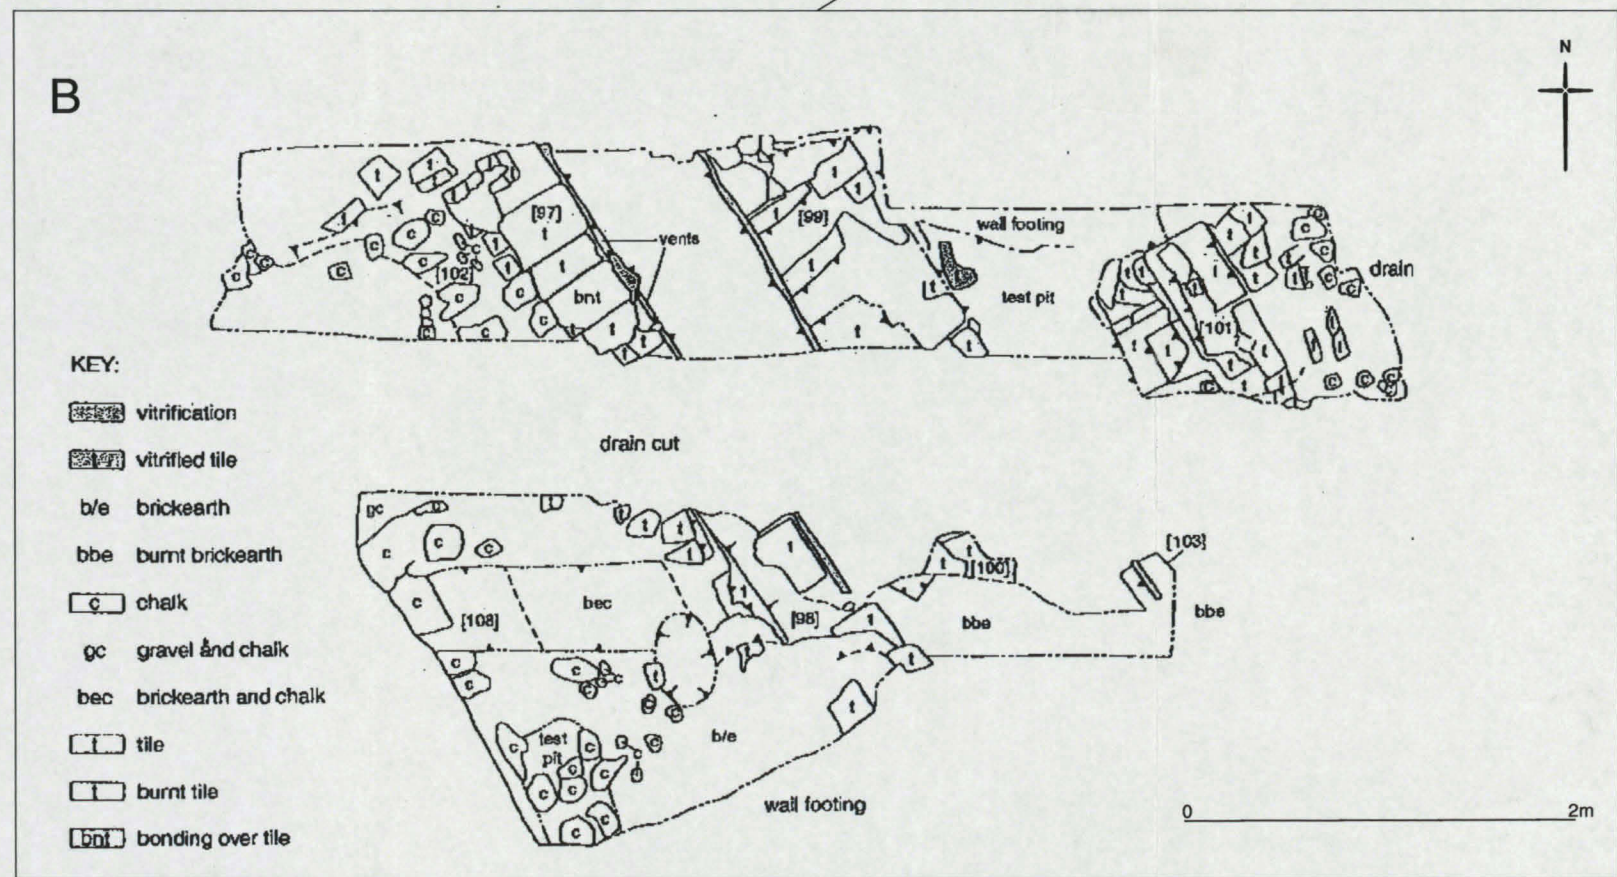 B
N
t
t
t
c
c
c
c
c
c
c
[102]
c
c
c
c
t
t
[97]
t
t
bnt
t
t
t
vents
t
t
t
[99]
t
t
wall footing
t
test pit
t
t
t
t
t
t
[101]
t
t
t
t
t
t
t
c
c
c
c
drain
c
c
c
KEY:
vitrification
vitrified tile
b/e brickearth
bbe burnt brickearth
c chalk
gc gravel and chalk
bec brickearth and chalk
t tile
t burnt tile
bnt bonding over tile
drain cut
gc
c
c
c
t
t
t
t
t
c
[108]
bec
t
t
[98]
t
t
[100]
bbe
[103]
bbe
c
c
c
c
t
t
t
t
c
test
pit
c
c
c
c
c
c
c
c
c
c
b/e
wall footing
0 2m